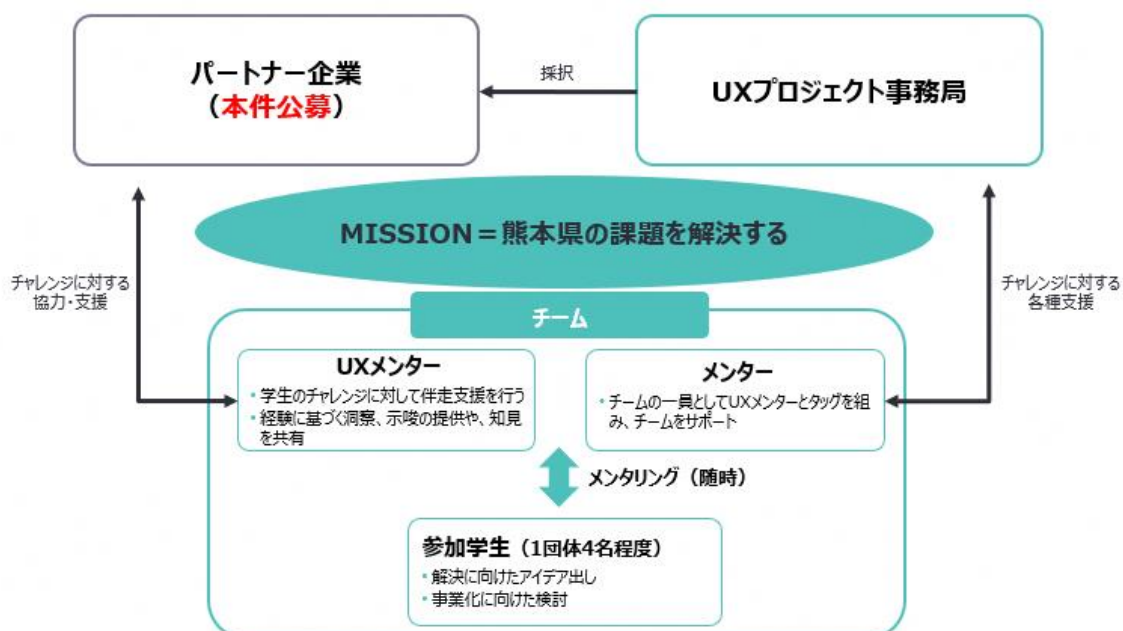 パートナー企業
（本件公募）
採択
UXプロジェクト事務局
MISSION＝熊本県の課題を解決する
チャレンジに対する
協力・支援
チャレンジに対する
各種支援
チーム
UXメンター
• 学生のチャレンジに対して伴走支援を行う
• 経験に基づく洞察、示唆の提供や、知見
を共有
メンター
• チームの一員としてUXメンターとタッグを組
み、チームをサポート
メンタリング（随時）
参加学生（1団体4名程度）
• 解決に向けたアイデア出し
• 事業化に向けた検討